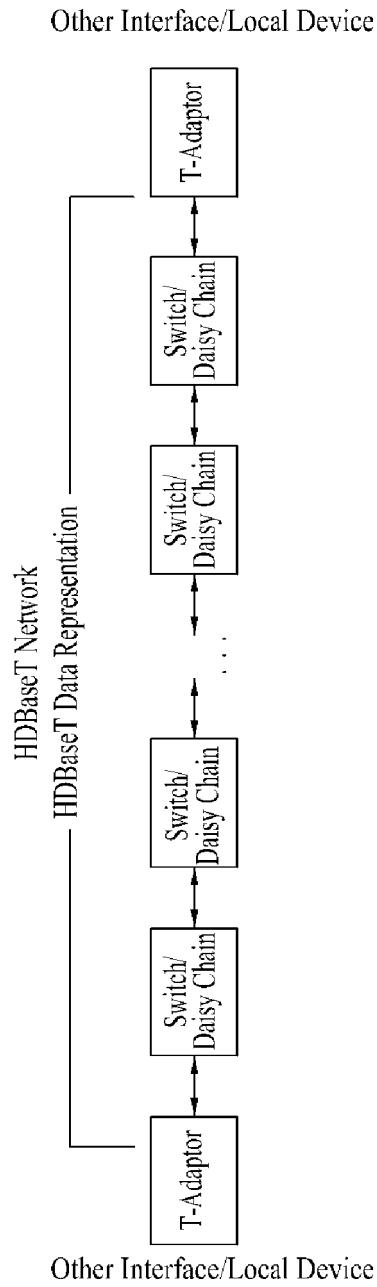 Other Interface/Local Device
HDBaseT Network
HDBaseT Data Representation
T-Adaptor
Switch/
Daisy Chain
Switch/
Daisy Chain
. . .
Switch/
Daisy Chain
Switch/
Daisy Chain
T-Adaptor
Other Interface/Local Device